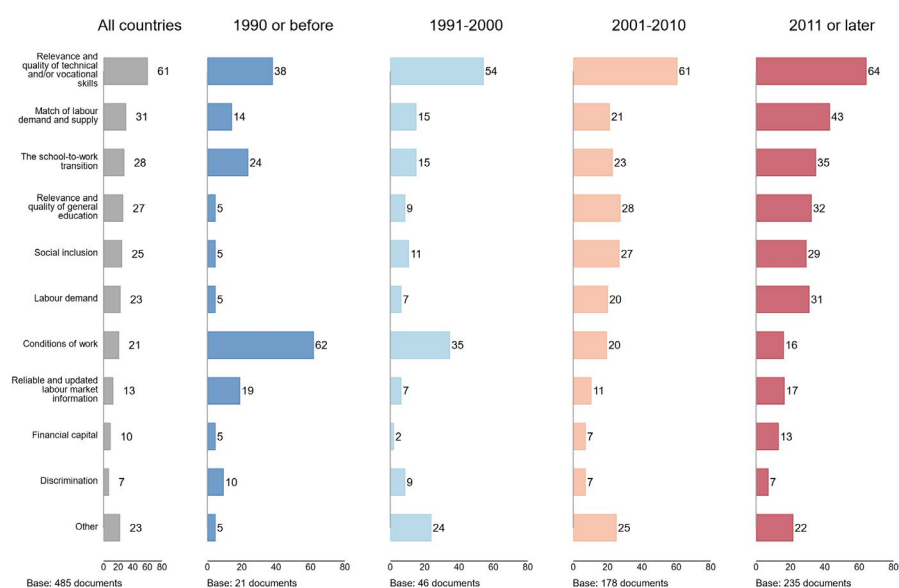 All countries 1990 or before 1991-2000 2001-2010 2011 or later
Relevance and
quality of technical
and/or vocational
skills
61 38 54 61 64
Match of labour
demand and supply
31 14 15 21 43
The school-to-work
transition
28 24 15 23 35
Relevance and
quality of general
education
27 5 9 28 32
Social inclusion 25 5 11 27 29
Labour demand 23 5 7 20 31
Conditions of work 21 62 35 20 16
Reliable and updated
labour market
information
13 19 7 11 17
Financial capital 10 5 2 7 13
Discrimination 7 10 9 7 7
Other 23 5 24 25 22
0 20 40 60 80 0 20 40 60 80 0 20 40 60 80 0 20 40 60 80 0 20 40 60 80
Base: 485 documents Base: 21 documents Base: 46 documents Base: 178 documents Base: 235 documents